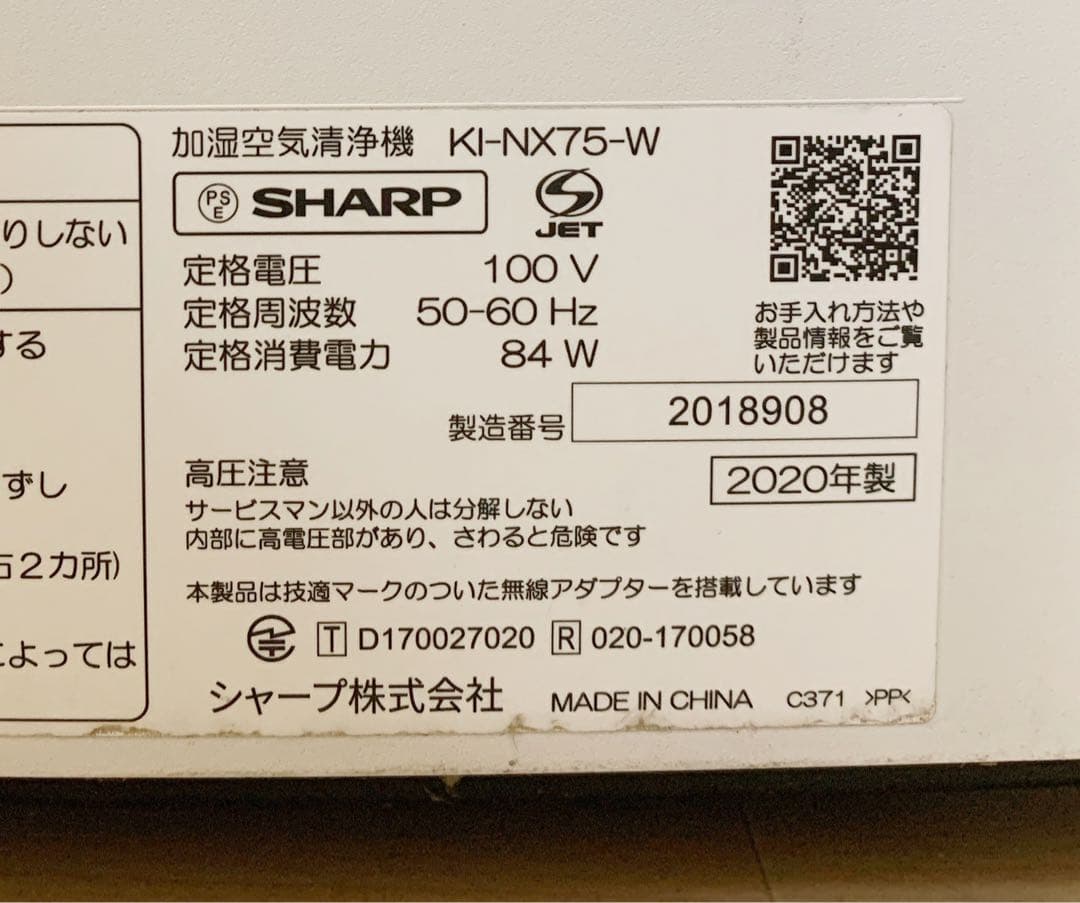 りしない
)
する
ずし
右2カ所)
によっては
加湿空気清浄機 KI-NX75-W
PSE SHARP JET
定格電圧 100 V
定格周波数 50-60 Hz
定格消費電力 84 W
お手入れ方法や
製品情報をご覧
いただけます
製造番号 2018908
2020年製
高圧注意
サービスマン以外の人は分解しない
内部に高電圧部があり、さわると危険です
本製品は技適マークのついた無線アダプターを搭載しています
T D170027020 R 020-170058
シャープ株式会社 MADE IN CHINA C371 >PP<